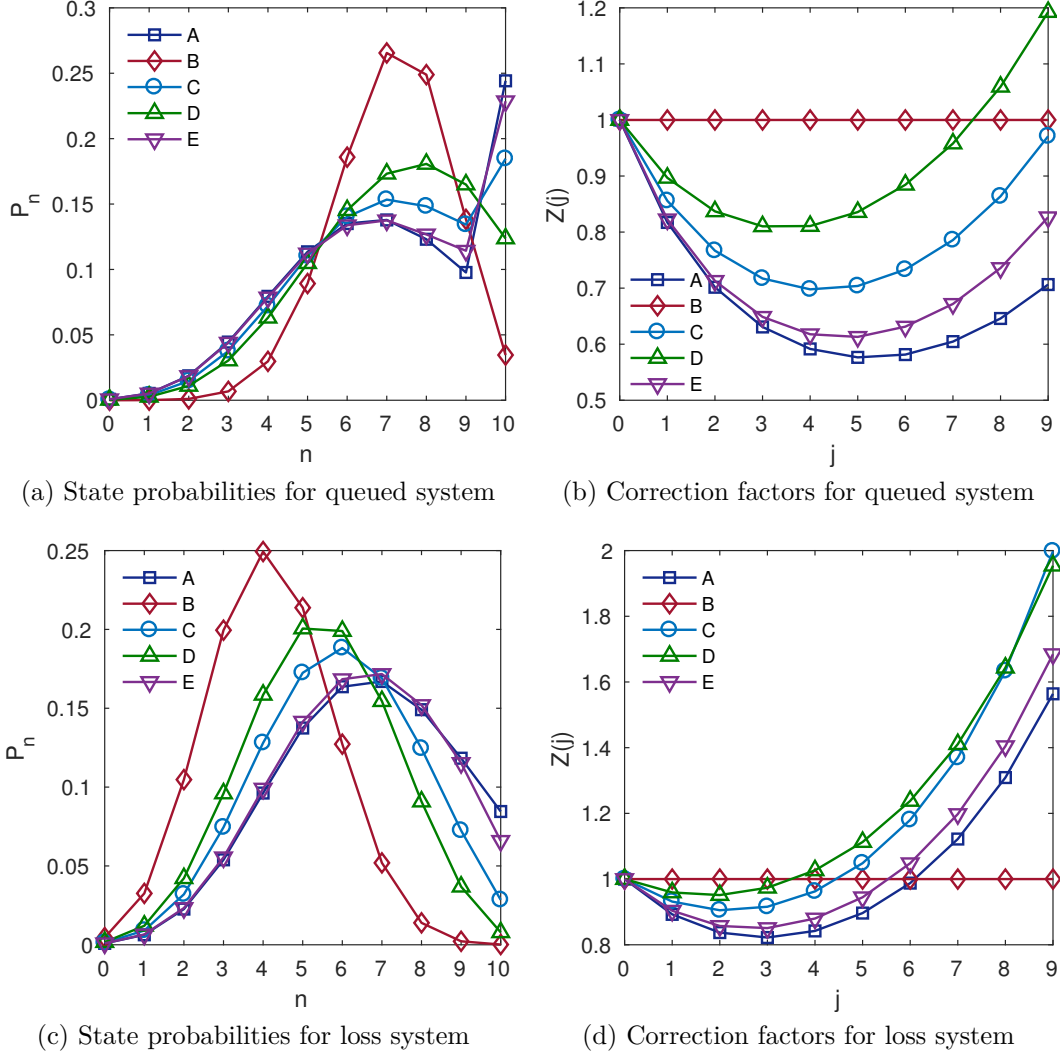 0.3
0.25
0.2
0.15
0.1
0.05
0
P_n
A
B
C
D
E
0 1 2 3 4 5 6 7 8 9 10
n
(a) State probabilities for queued system
1.2
1.1
1
0.9
0.8
0.7
0.6
0.5
Z(j)
A
B
C
D
E
0 1 2 3 4 5 6 7 8 9
j
(b) Correction factors for queued system
0.25
0.2
0.15
0.1
0.05
0
P_n
A
B
C
D
E
0 1 2 3 4 5 6 7 8 9 10
n
(c) State probabilities for loss system
2
1.8
1.6
1.4
1.2
1
0.8
Z(j)
A
B
C
D
E
0 1 2 3 4 5 6 7 8 9
j
(d) Correction factors for loss system